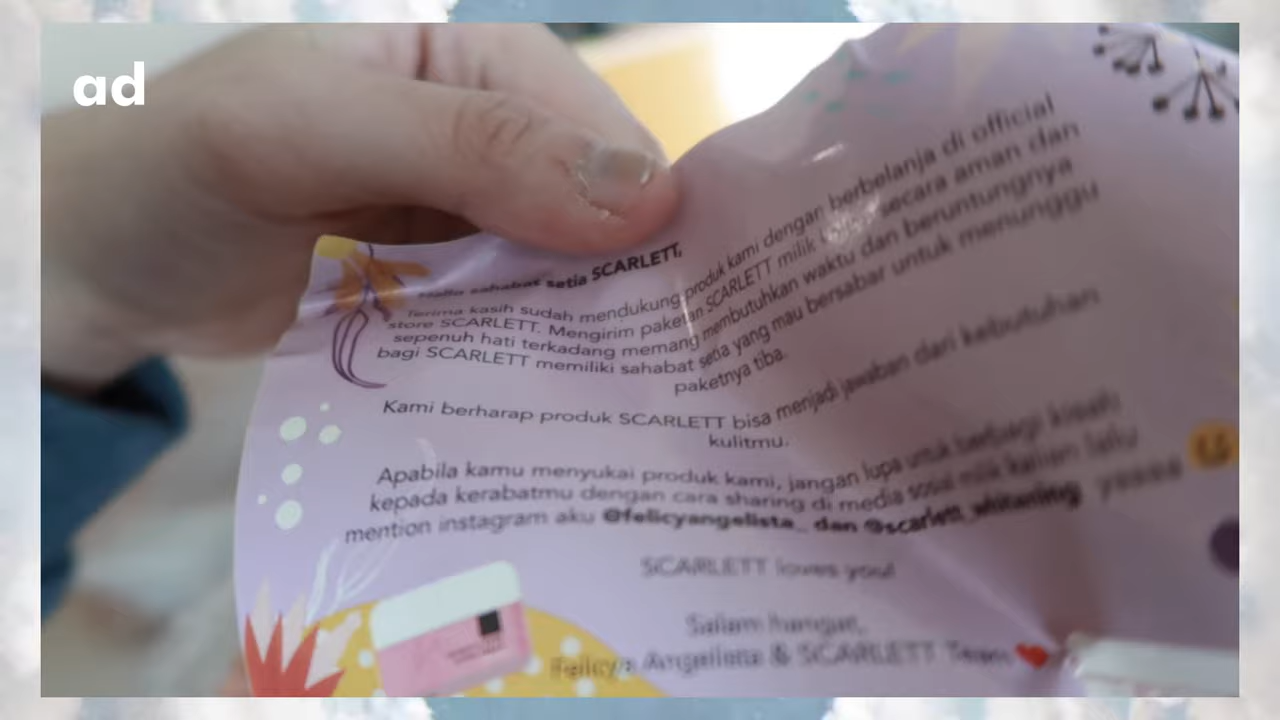 ad
Hallo sahabat setia SCARLETT,
Terima kasih sudah mendukung produk kami dengan berbelanja di official
store SCARLETT. Mengirim paketan SCARLETT milik secara aman dan
sepenuh hati terkadang memang membutuhkan waktu dan beruntungnya
bagi SCARLETT memiliki sahabat setia yang mau bersabar untuk menunggu
paketnya tiba.
Kami berharap produk SCARLETT bisa menjadi jawaban dari kebutuhan
kulitmu.
Apabila kamu menyukai produk kami, jangan lupa untuk berbagi kisah
kepada kerabatmu dengan cara sharing di media sosial milik kalian lalu
mention instagram aku @felicyangelista_ dan @scarlett_whitening yaaaa
SCARLETT loves you!
Salam hangat,
Felicya Angelista & SCARLETT Team